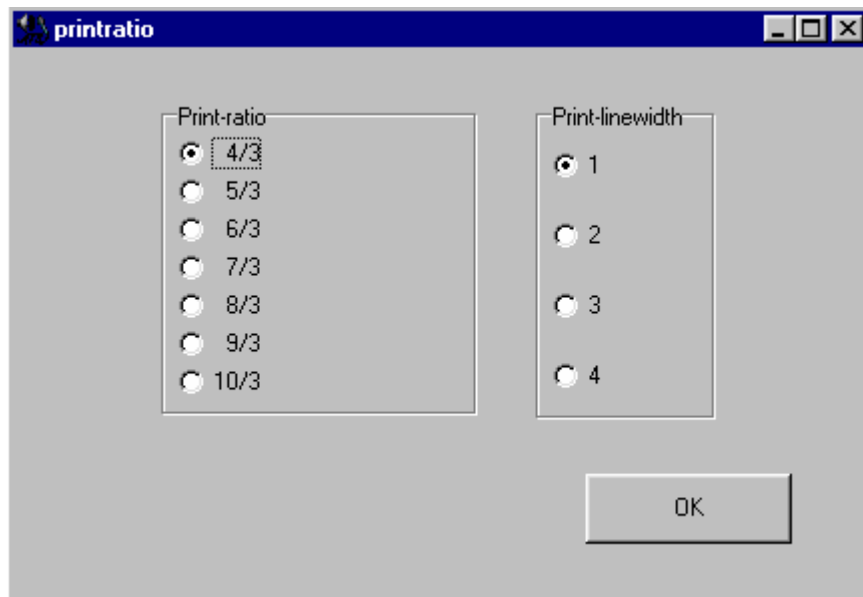 printratio
Print-ratio
4/3
5/3
6/3
7/3
8/3
9/3
10/3
Print-linewidth
1
2
3
4
OK